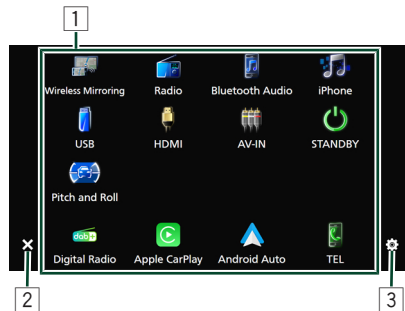 1
Wireless Mirroring Radio Bluetooth Audio iPhone
USB HDMI AV-IN STANDBY
Pitch and Roll
dab+
Digital Radio Apple CarPlay Android Auto TEL
2 3